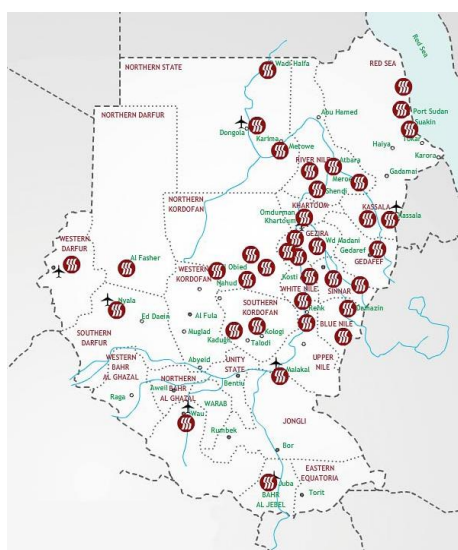 Red Sea
Wadi-Halfa
NORTHERN STATE
RED SEA
Port Sudan
NORTHERN DARFUR
Abu Hamed
Suakin
Tokar
Dongola
Karima
Haiya
Karora
Merowe
RIVER NILE
Atbara
Gadamai
Meroe
NORTHERN
KORDOFAN
Shendi
KHARTOUM
KASSALA
Omdurman
Khartoum
Kassala
GEZIRA
WESTERN
DARFUR
Wd Madani
Gedaref
Al Fasher
Obied
GEDAFEF
WESTERN
KORDOFAN
Kosti
Nahud
WHITE NILE
SINNAR
Nyala
SOUTHERN
KORDOFAN
Renk
Damazin
Ed Daein
Al Fula
BLUE NILE
SOUTHERN
DARFUR
Muglad
Kadugli
Kologi
Talodi
WESTERN
BAHR
AL GHAZAL
Abyeid
UNITY
STATE
UPPER
NILE
NORTHERN
BAHR
AL GHAZAL
Malakal
Aweil
Bentiu
Raga
WARAB
Wau
JONGLI
Rumbek
Bor
EASTERN
EQUATORIA
Juba
BAHR
AL JEBEL
Torit